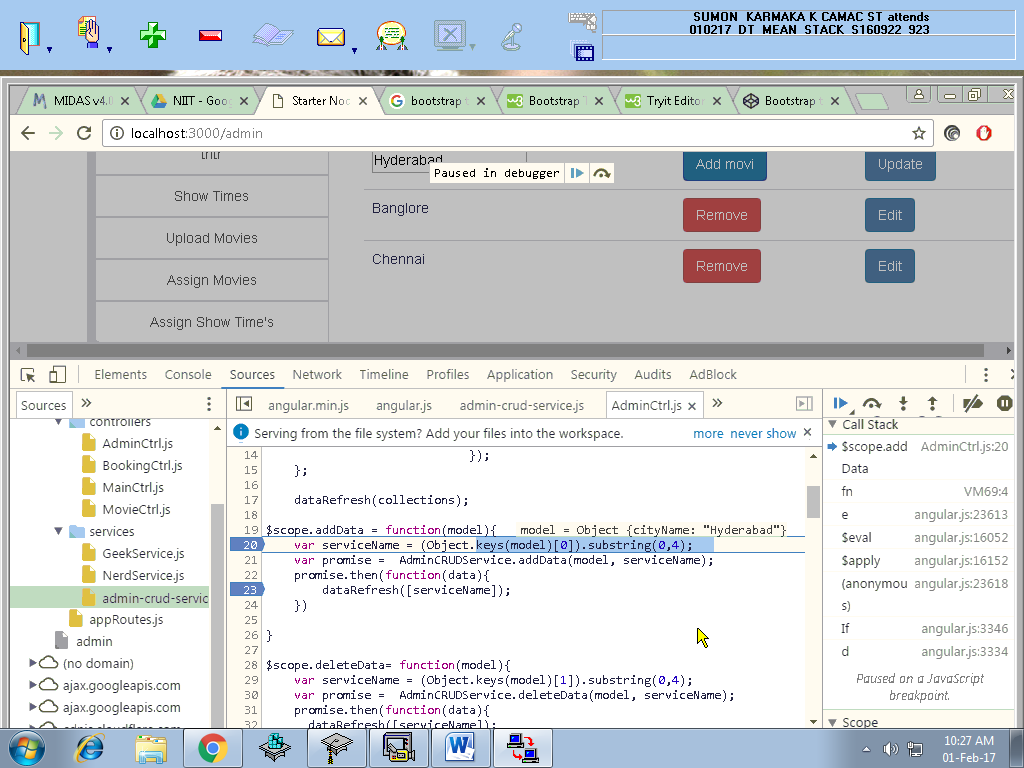 SUMON KARMAKA K CAMAC ST attends
010217 DT MEAN STACK S160922 923
MIDAS v4.
NIIT - Goo
Starter Noc
bootstrap
Bootstrap
Tryit Editor
Bootstrap
localhost:3000/admin
Hyderabad
Add movi
Update
Paused in debugger
Show Times
Banglore
Remove
Edit
Upload Movies
Chennai
Remove
Edit
Assign Movies
Assign Show Time's
Elements Console Sources Network Timeline Profiles Application Security Audits AdBlock
Sources
angular.min.js angular.js admin-crud-service.js AdminCtrl.js
Serving from the file system? Add your files into the workspace. more never show
controllers
AdminCtrl.js
BookingCtrl.js
MainCtrl.js
MovieCtrl.js
services
GeekService.js
NerdService.js
admin-crud-servic
appRoutes.js
admin
(no domain)
ajax.googleapis.com
ajax.googleapis.com
14 });
15 };
16
17 dataRefresh(collections);
18
19 $scope.addData = function(model){ model = Object {cityName: "Hyderabad"}
20 var serviceName = (Object.keys(model)[0]).substring(0,4);
21 var promise = AdminCRUDService.addData(model, serviceName);
22 promise.then(function(data){
23 dataRefresh([serviceName]);
24 })
25
26 }
27
28 $scope.deleteData= function(model){
29 var serviceName = (Object.keys(model)[1]).substring(0,4);
30 var promise = AdminCRUDService.deleteData(model, serviceName);
31 promise.then(function(data){
32 dataRefresh([serviceName]);
Call Stack
$scope.add AdminCtrl.js:20
Data
fn VM69:4
e angular.js:23613
$eval angular.js:16052
$apply angular.js:16152
(anonymou angular.js:23618
s)
If angular.js:3346
d angular.js:3334
Paused on a JavaScript
breakpoint.
Scope
10:27 AM
01-Feb-17